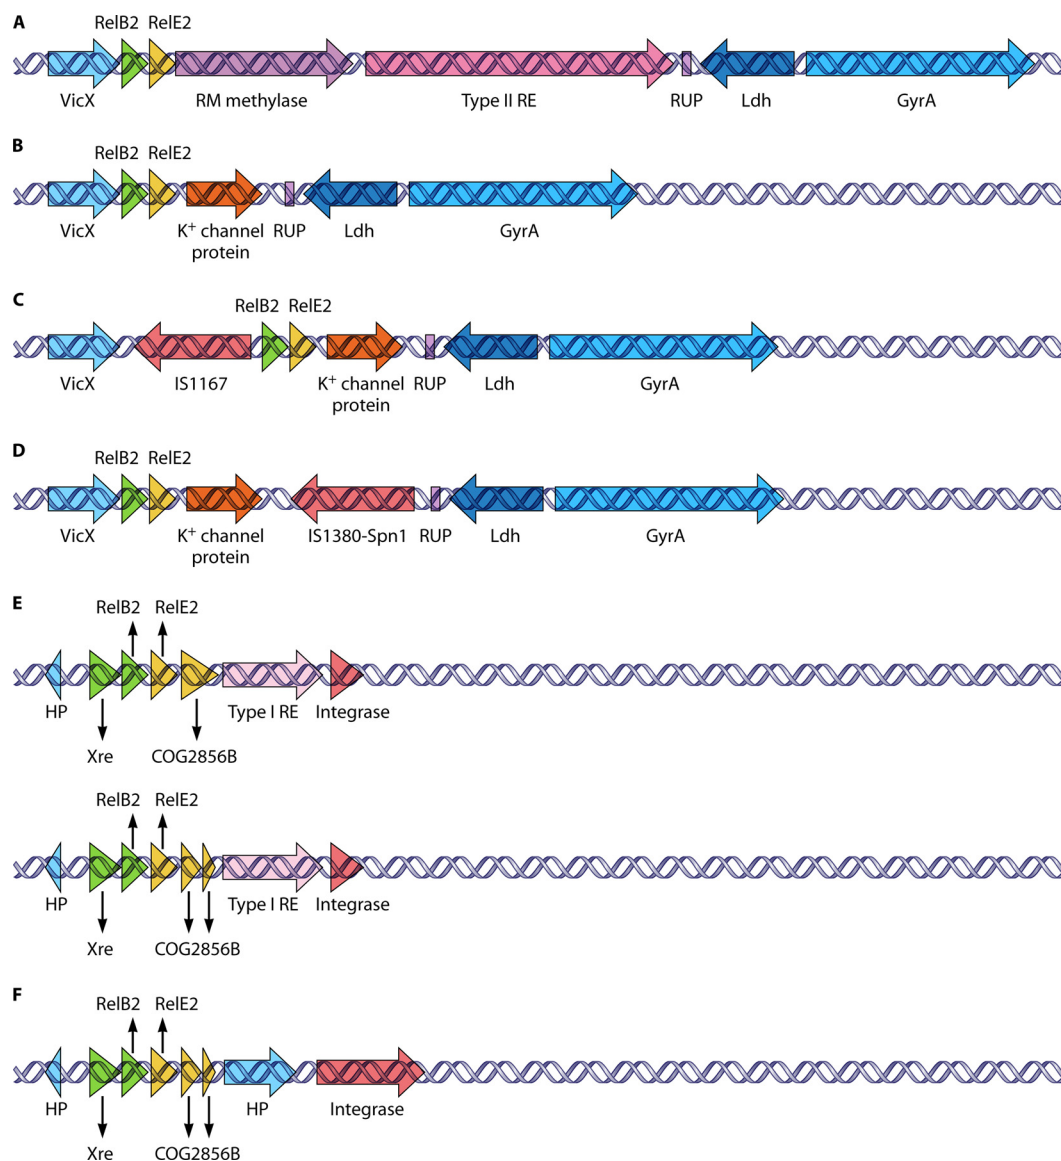 A
RelB2 RelE2
VicX RM methylase Type II RE RUP Ldh GyrA
B
RelB2 RelE2
VicX K⁺ channel RUP Ldh GyrA
protein
C
RelB2 RelE2
VicX IS1167 K⁺ channel RUP Ldh GyrA
protein
D
RelB2 RelE2
VicX K⁺ channel IS1380-Spn1 RUP Ldh GyrA
protein
E
RelB2 RelE2
HP Type I RE Integrase
Xre COG2856B
RelB2 RelE2
HP Type I RE Integrase
Xre COG2856B
F
RelB2 RelE2
HP HP Integrase
Xre COG2856B